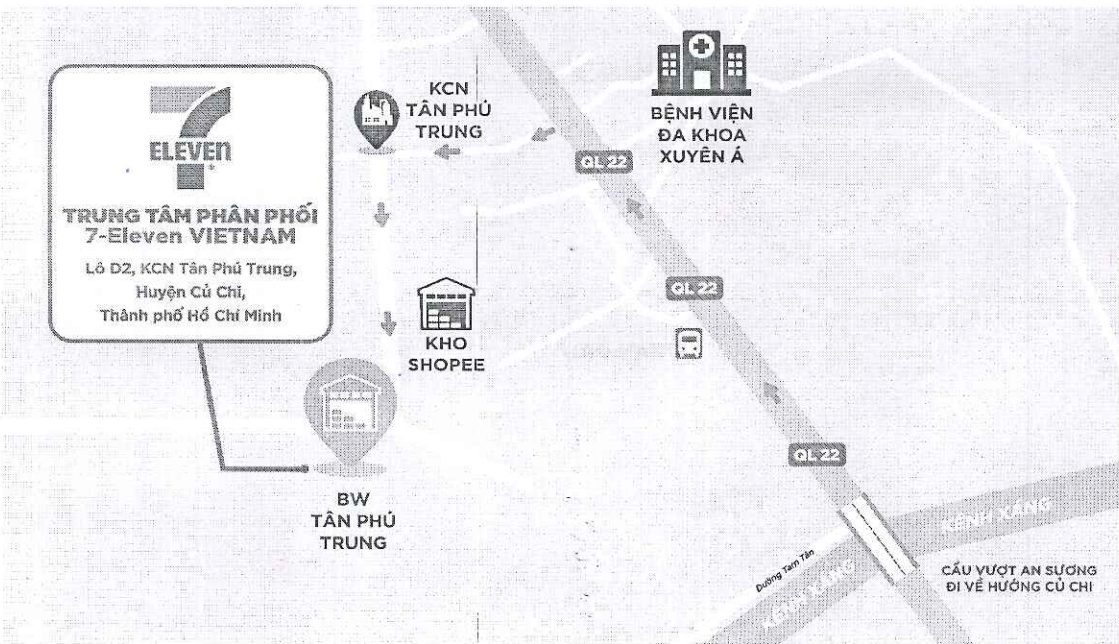 7
ELEVEN
TRUNG TÂM PHÂN PHỐI
7-Eleven VIETNAM
Lô D2, KCN Tân Phú Trung,
Huyện Củ Chi,
Thành phố Hồ Chí Minh
KCN
TÂN PHÚ
TRUNG
BỆNH VIỆN
ĐA KHOA
XUYÊN Á
QL 22
QL 22
KHO
SHOPEE
QL 22
BW
TÂN PHÚ
TRUNG
KÊNH XÁNG
Đường Tam Tân
KÊNH XÁNG
CẦU VƯỢT AN SƯƠNG
ĐI VỀ HƯỚNG CỦ CHI